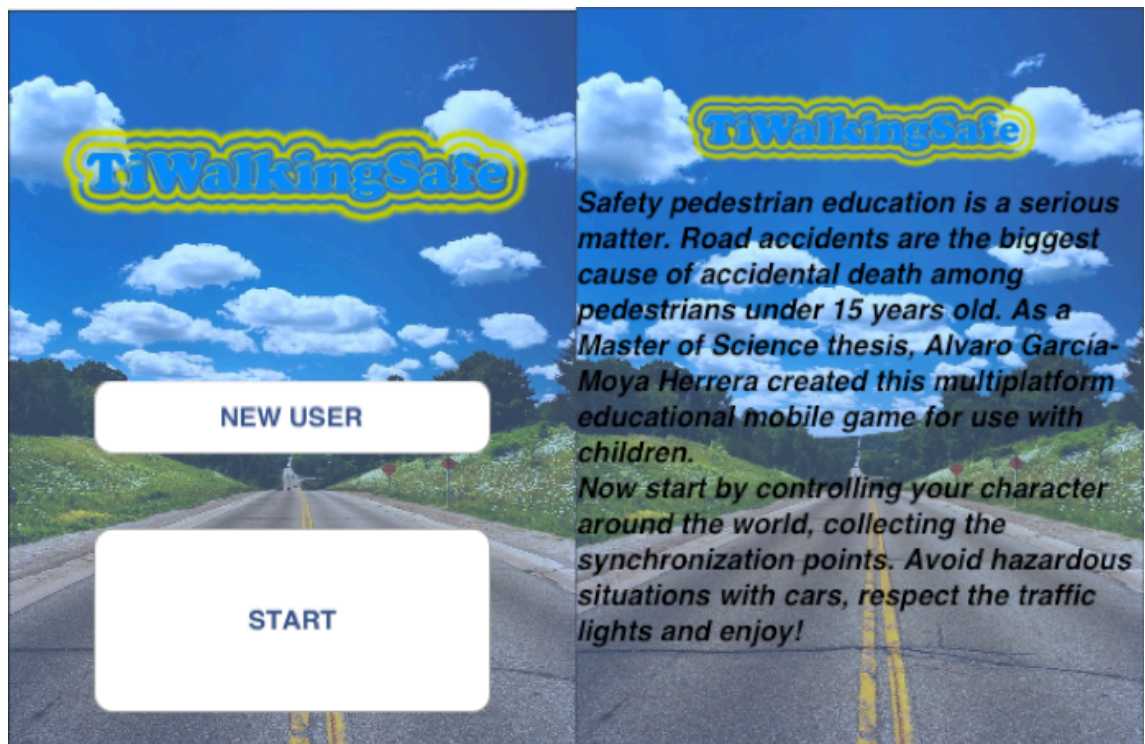 TiWalkingSafe
NEW USER
START
TiWalkingSafe
Safety pedestrian education is a serious
matter. Road accidents are the biggest
cause of accidental death among
pedestrians under 15 years old. As a
Master of Science thesis, Alvaro García-
Moya Herrera created this multiplatform
educational mobile game for use with
children.
Now start by controlling your character
around the world, collecting the
synchronization points. Avoid hazardous
situations with cars, respect the traffic
lights and enjoy!